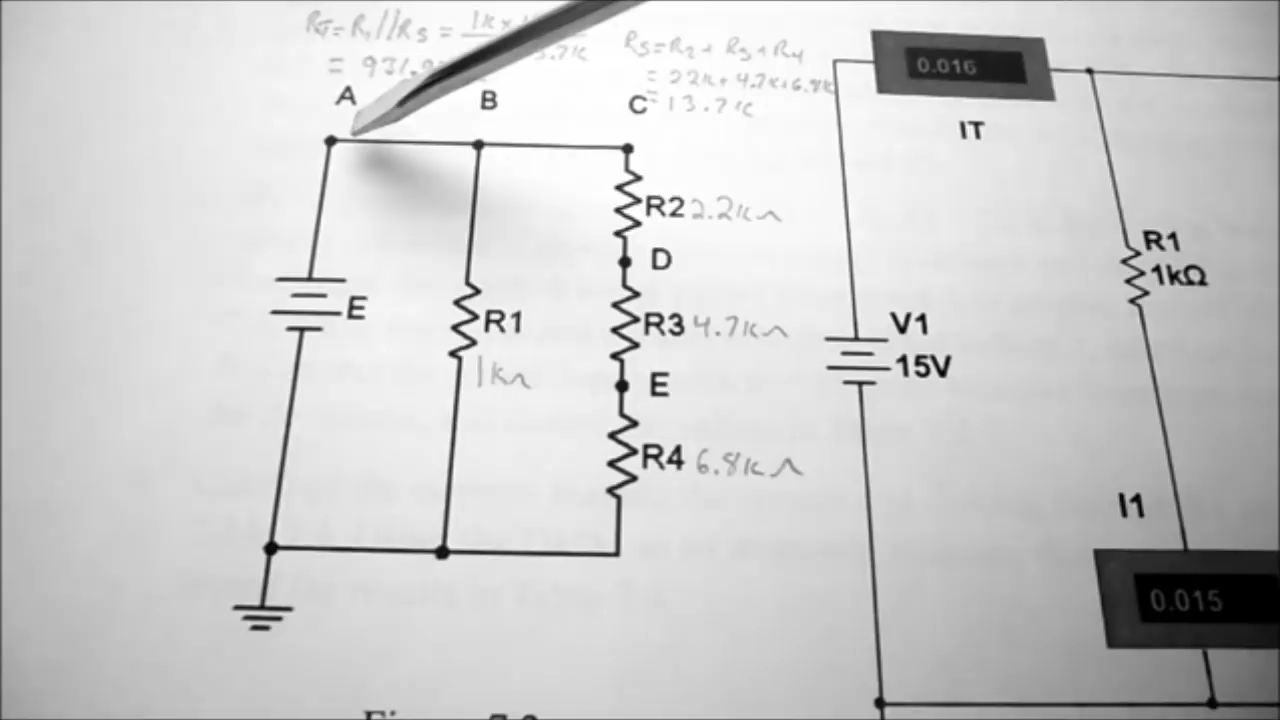 RT=R1//RS = 1K×
= 931.9
RS=R2+R3+R4
= 2.2K+4.7K+6.8K
= 13.7K
A
B
C
R2 2.2KΩ
D
R3 4.7KΩ
E
R4 6.8KΩ
E
R1
1KΩ
0.016
IT
R1
1kΩ
V1
15V
I1
0.015